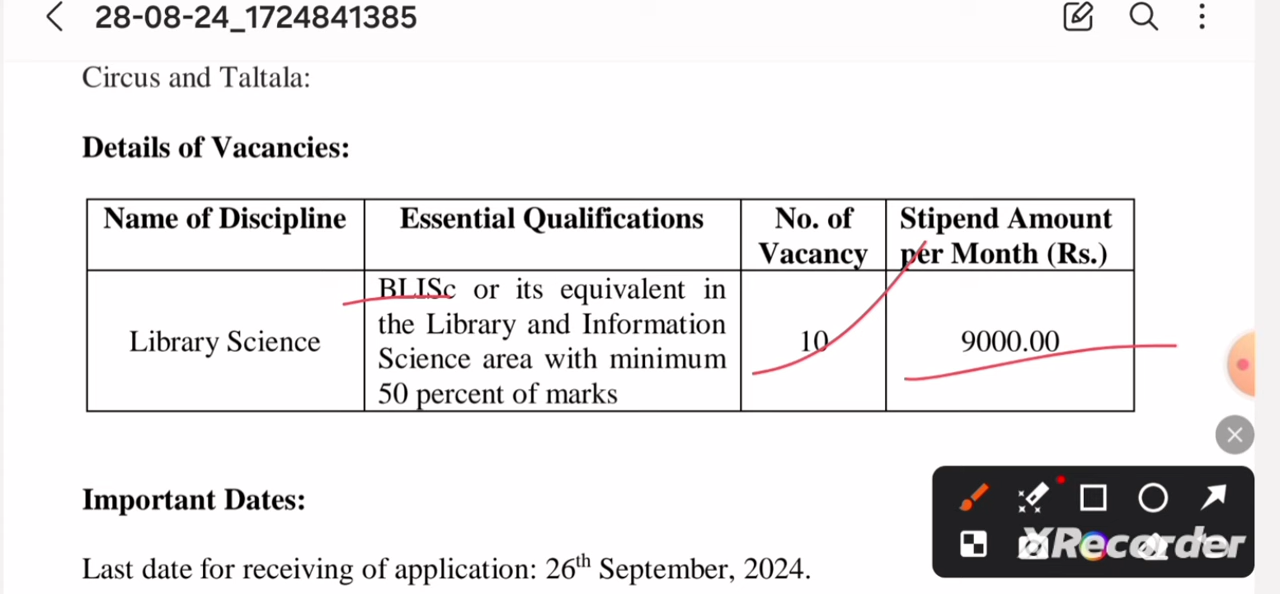 28-08-24_1724841385
Circus and Taltala:
Details of Vacancies:
Name of Discipline
Essential Qualifications
No. of
Vacancy
Stipend Amount
per Month (Rs.)
Library Science
BLISc or its equivalent in
the Library and Information
Science area with minimum
50 percent of marks
10
9000.00
Important Dates:
Last date for receiving of application: 26th September, 2024.
XRecorder